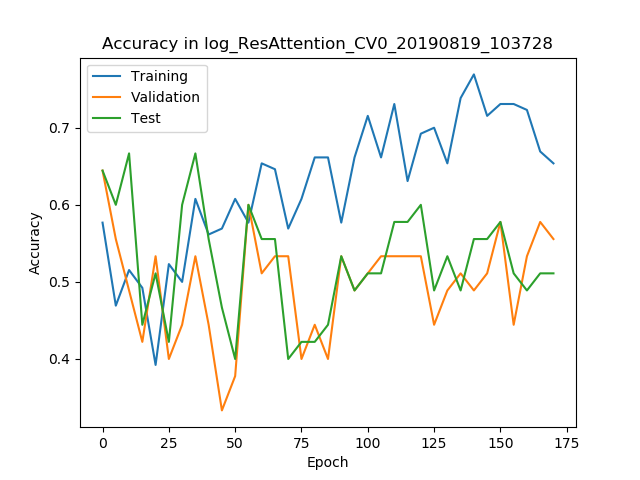 Accuracy in log_ResAttention_CV0_20190819_103728
Training
Validation
Test
0.7
0.6
0.5
0.4
Accuracy
0 25 50 75 100 125 150 175
Epoch